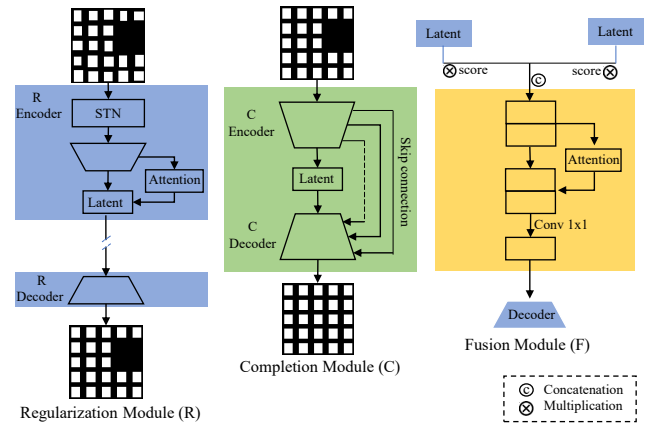 R
Encoder
STN
Attention
Latent
R
Decoder
Regularization Module (R)
C
Encoder
Latent
Skip connection
C
Decoder
Completion Module (C)
Latent
Latent
score
score
C
Attention
Conv 1x1
Decoder
Fusion Module (F)
C Concatenation
Multiplication